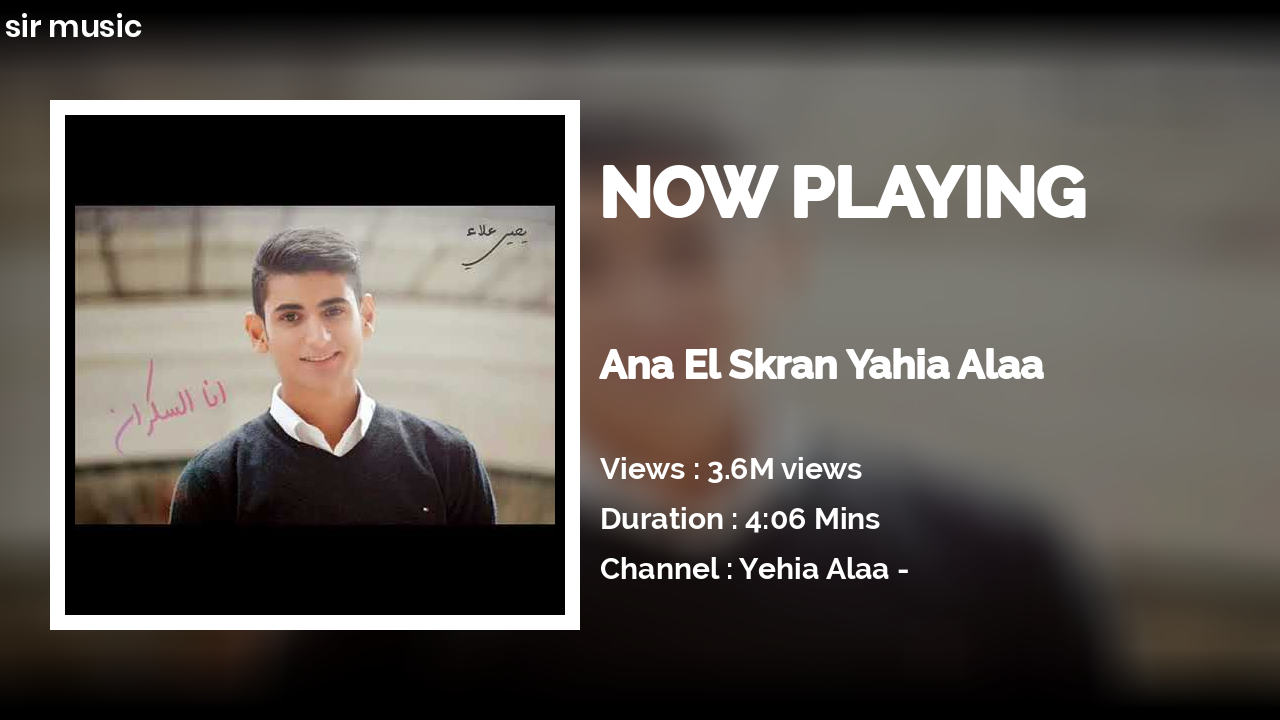 sir music
NOW PLAYING
يحيى علاء
Ana El Skran Yahia Alaa
انا السكران
Views : 3.6M views
Duration : 4:06 Mins
Channel : Yehia Alaa -